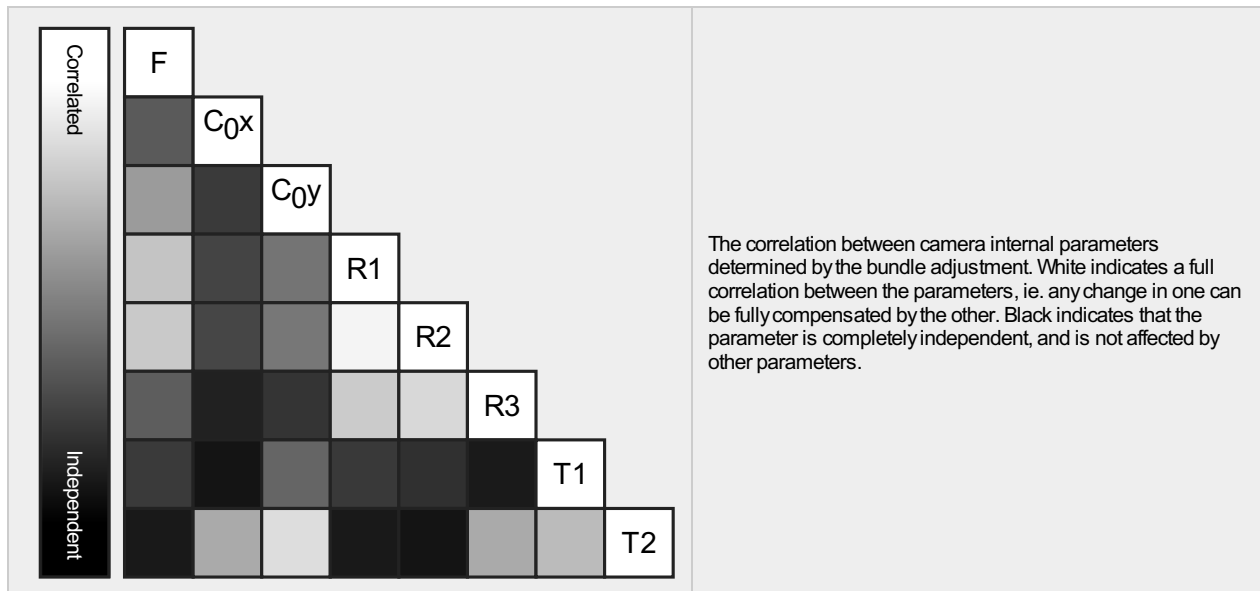 Correlated
Independent
F
C0x
C0y
R1
R2
R3
T1
T2
The correlation between camera internal parameters
determined by the bundle adjustment. White indicates a full
correlation between the parameters, ie. any change in one can
be fully compensated by the other. Black indicates that the
parameter is completely independent, and is not affected by
other parameters.